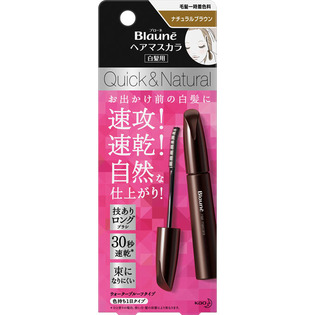 毛髪一時着色料
ナチュラルブラウン
ブローネ
Blauné
ヘアマスカラ
白髪用
Quick & Natural
お出かけ前の白髪に
速攻!
速乾!
自然な
仕上がり!
技あり
ロング
ブラシ
30秒
速乾*
束に
なりにくい
ウォータープルーフタイプ
色持ち1日タイプ
Blauné
KAO